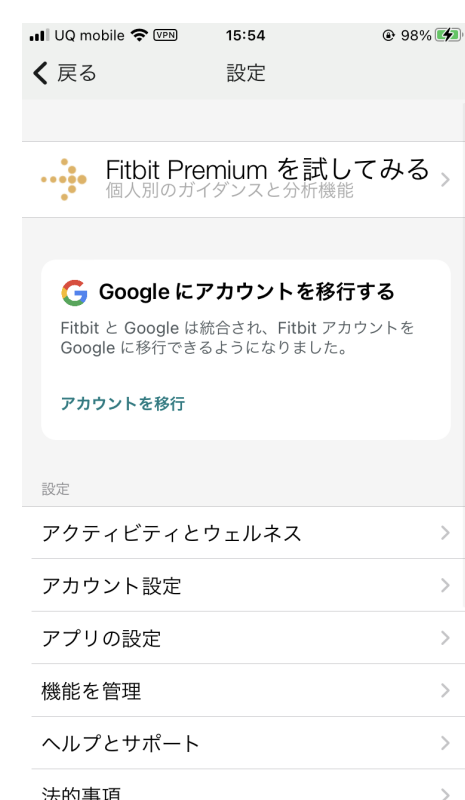 UQ mobile VPN 15:54 98%
戻る 設定
Fitbit Premium を試してみる
個人別のガイダンスと分析機能
Google にアカウントを移行する
Fitbit と Google は統合され、Fitbit アカウントを
Google に移行できるようになりました。
アカウントを移行
設定
アクティビティとウェルネス
アカウント設定
アプリの設定
機能を管理
ヘルプとサポート
法的事項